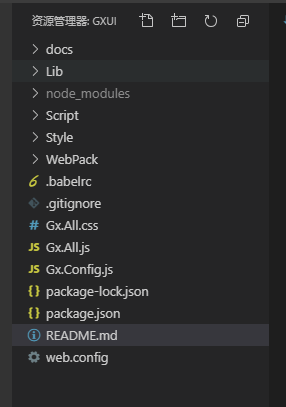 资源管理器: GXUI
docs
Lib
node_modules
Script
Style
WebPack
.babelrc
.gitignore
# Gx.All.css
JS Gx.All.js
JS Gx.Config.js
{} package-lock.json
{} package.json
README.md
web.config